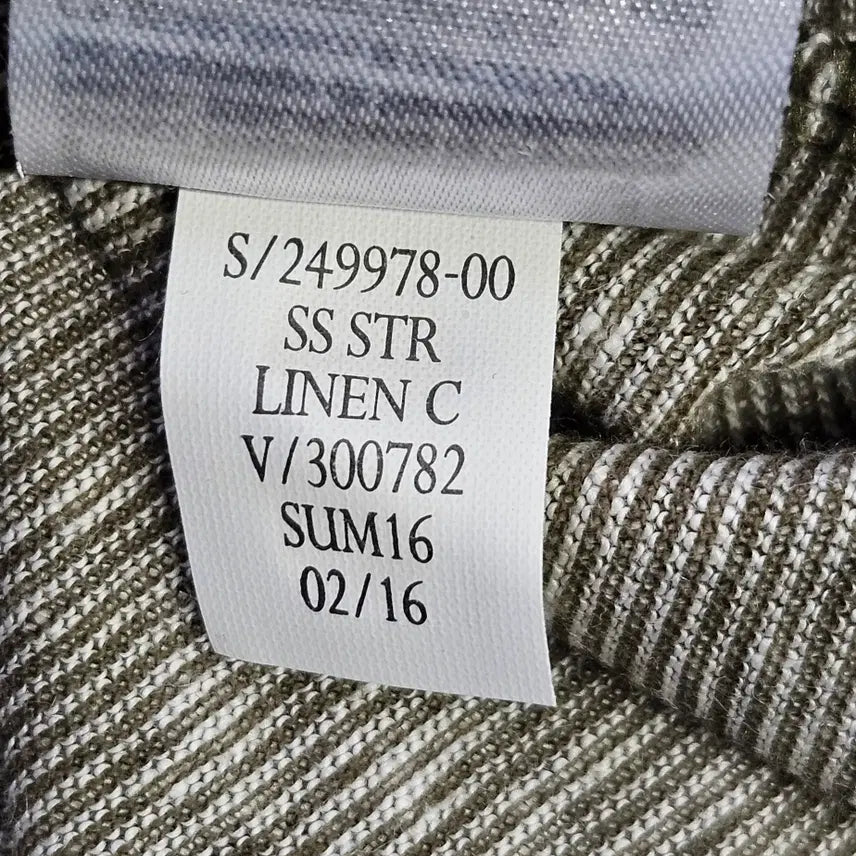 S/249978-00
SS STR
LINEN C
V/300782
SUM16
02/16